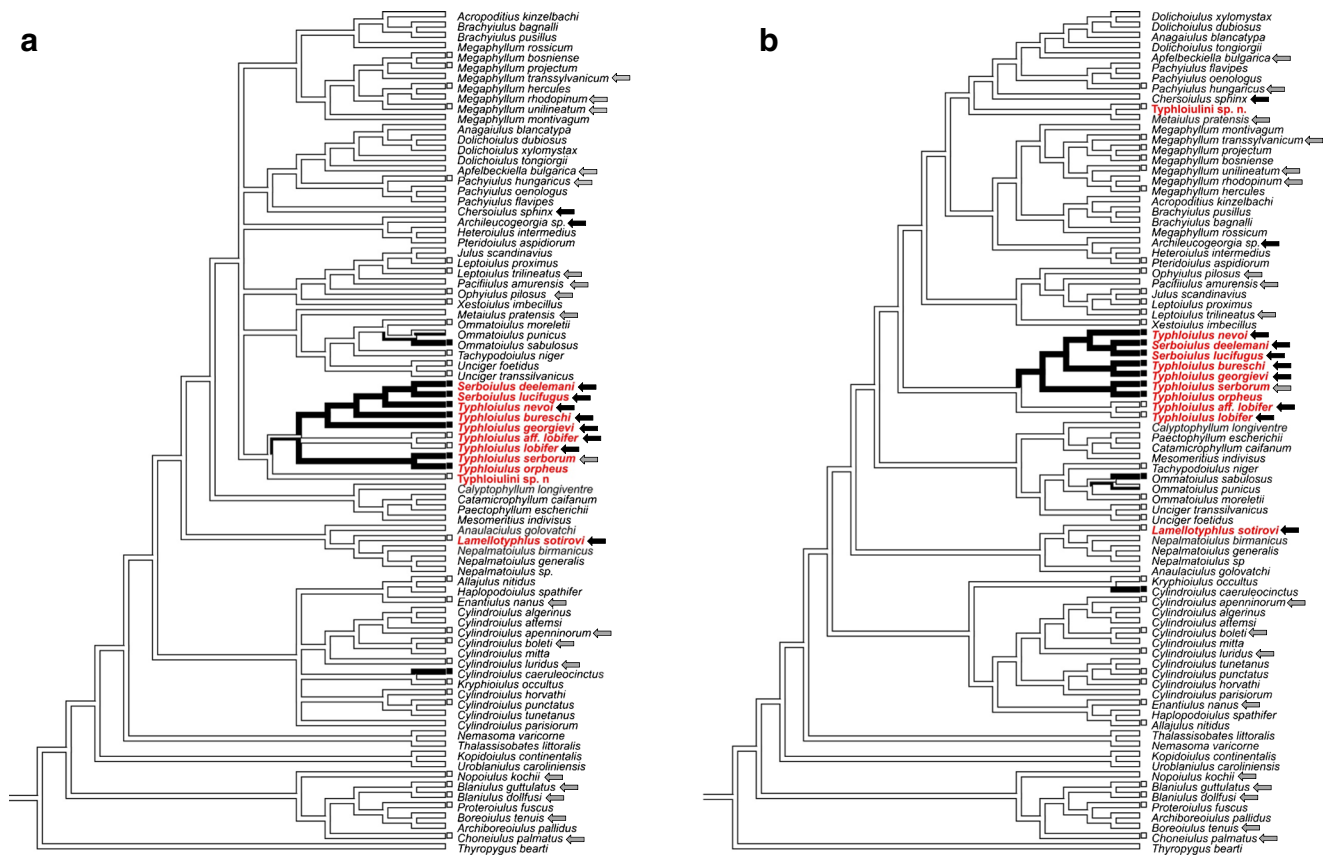 a
Acropoditius kinzelbachi
Brachyiulus bagnalli
Brachyiulus pusillus
Megaphyllum rossicum
Megaphyllum bosniense
Megaphyllum projectum
Megaphyllum transsylvanicum
Megaphyllum hercules
Megaphyllum rhodopinum
Megaphyllum unilineatum
Megaphyllum montivagum
Anagaiulus blancatypa
Dolichoiulus dubiosus
Dolichoiulus xylomystax
Dolichoiulus tongiorgii
Apfelbeckiella bulgarica
Pachyiulus hungaricus
Pachyiulus oenologus
Pachyiulus flavipes
Chersoiulus sphinx
Archileucogeorgia sp.
Heteroiulus intermedius
Pteridoiulus aspidiorum
Julus scandinavius
Leptoiulus proximus
Leptoiulus trilineatus
Pacifiiulus amurensis
Ophyiulus pilosus
Xestoiulus imbecillus
Metaiulus pratensis
Ommatoiulus moreletii
Ommatoiulus punicus
Ommatoiulus sabulosus
Tachypodoiulus niger
Unciger foetidus
Unciger transsilvanicus
Serboiulus deelemani
Serboiulus lucifugus
Typhloiulus nevoi
Typhloiulus bureschi
Typhloiulus georgievi
Typhloiulus aff. lobifer
Typhloiulus lobifer
Typhloiulus serborum
Typhloiulus orpheus
Typhloiulini sp. n
Calyptophyllum longiventre
Catamicrophyllum caifanum
Paectophyllum escherichii
Mesomeritius indivisus
Anaulaciulus golovatchi
Lamellotyphlus sotirovi
Nepalmatoiulus birmanicus
Nepalmatoiulus generalis
Nepalmatoiulus sp.
Allajulus nitidus
Haplopodoiulus spathifer
Enantiulus nanus
Cylindroiulus algerinus
Cylindroiulus attemsi
Cylindroiulus apenninorum
Cylindroiulus boleti
Cylindroiulus mitta
Cylindroiulus luridus
Cylindroiulus caeruleocinctus
Kryphioiulus occultus
Cylindroiulus horvathi
Cylindroiulus punctatus
Cylindroiulus tunetanus
Cylindroiulus parisiorum
Nemasoma varicorne
Thalassisobates littoralis
Kopidoiulus continentalis
Uroblaniulus caroliniensis
Nopoiulus kochii
Blaniulus guttulatus
Blaniulus dollfusi
Proteroiulus fuscus
Boreoiulus tenuis
Archiboreoiulus pallidus
Choneiulus palmatus
Thyropygus bearti
b
Dolichoiulus xylomystax
Dolichoiulus dubiosus
Anagaiulus blancatypa
Dolichoiulus tongiorgii
Apfelbeckiella bulgarica
Pachyiulus flavipes
Pachyiulus oenologus
Pachyiulus hungaricus
Chersoiulus sphinx
Typhloiulini sp. n.
Metaiulus pratensis
Megaphyllum montivagum
Megaphyllum transsylvanicum
Megaphyllum projectum
Megaphyllum bosniense
Megaphyllum unilineatum
Megaphyllum rhodopinum
Megaphyllum hercules
Acropoditius kinzelbachi
Brachyiulus pusillus
Brachyiulus bagnalli
Megaphyllum rossicum
Archileucogeorgia sp.
Heteroiulus intermedius
Pteridoiulus aspidiorum
Ophyiulus pilosus
Pacifiiulus amurensis
Julus scandinavius
Leptoiulus proximus
Leptoiulus trilineatus
Xestoiulus imbecillus
Typhloiulus nevoi
Serboiulus deelemani
Serboiulus lucifugus
Typhloiulus bureschi
Typhloiulus georgievi
Typhloiulus serborum
Typhloiulus orpheus
Typhloiulus aff. lobifer
Typhloiulus lobifer
Calyptophyllum longiventre
Paectophyllum escherichii
Catamicrophyllum caifanum
Mesomeritius indivisus
Tachypodoiulus niger
Ommatoiulus sabulosus
Ommatoiulus punicus
Ommatoiulus moreletii
Unciger transsilvanicus
Unciger foetidus
Lamellotyphlus sotirovi
Nepalmatoiulus birmanicus
Nepalmatoiulus generalis
Nepalmatoiulus sp
Anaulaciulus golovatchi
Kryphioiulus occultus
Cylindroiulus caeruleocinctus
Cylindroiulus apenninorum
Cylindroiulus algerinus
Cylindroiulus attemsi
Cylindroiulus boleti
Cylindroiulus mitta
Cylindroiulus luridus
Cylindroiulus tunetanus
Cylindroiulus punctatus
Cylindroiulus horvathi
Cylindroiulus parisiorum
Enantiulus nanus
Haplopodoiulus spathifer
Allajulus nitidus
Thalassisobates littoralis
Nemasoma varicorne
Kopidoiulus continentalis
Uroblaniulus caroliniensis
Nopoiulus kochii
Blaniulus guttulatus
Blaniulus dollfusi
Proteroiulus fuscus
Archiboreoiulus pallidus
Boreoiulus tenuis
Choneiulus palmatus
Thyropygus bearti